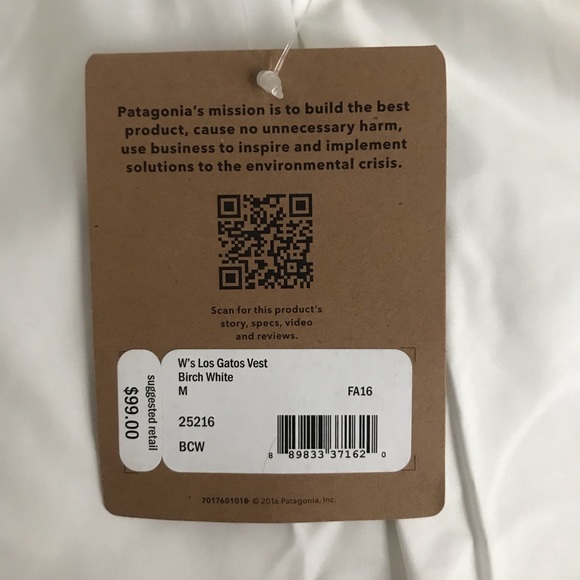 Patagonia's mission is to build the best
product, cause no unnecessary harm,
use business to inspire and implement
solutions to the environmental crisis.
Scan for this product's
story, specs, video
and reviews.
suggested retail
$99.00
W's Los Gatos Vest
Birch White
M FA16
25216
BCW
8 89833 37162 0
7017601018 © 2016 Patagonia, Inc.